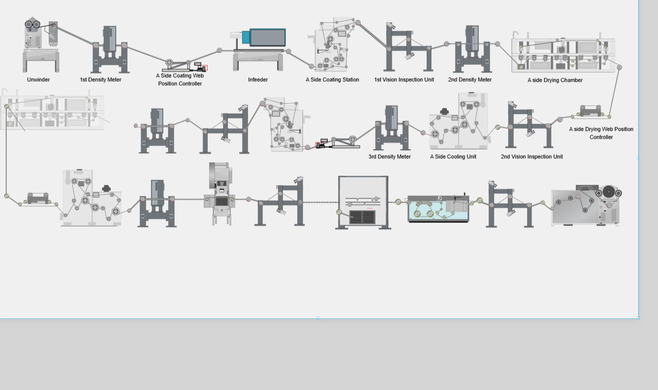 Unwinder
1st Density Meter
A Side Coating Web
Position Controller
Infeeder
A Side Coating Station
1st Vision Inspection Unit
2nd Density Meter
A side Drying Chamber
3rd Density Meter
A Side Cooling Unit
2nd Vision Inspection Unit
A side Drying Web Position
Controller